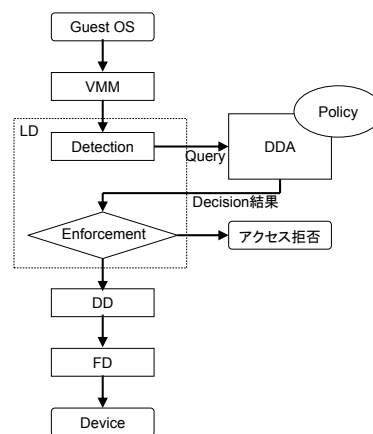 Guest OS
VMM
LD
Detection
Query
DDA
Policy
Decision結果
Enforcement
アクセス拒否
DD
FD
Device